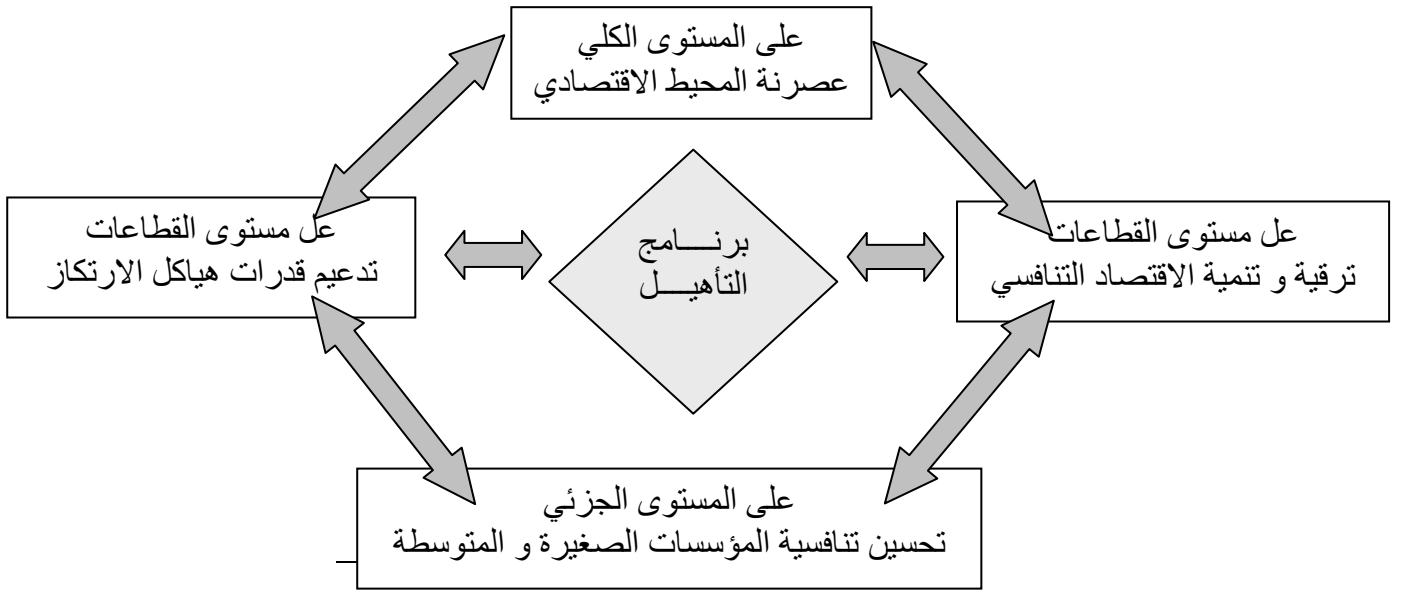 على المستوى الكلي
عصرنة المحيط الاقتصادي
عل مستوى القطاعات
ترقية و تنمية الاقتصاد التنافسي
برنـــامج
التأهيــــل
عل مستوى القطاعات
تدعيم قدرات هياكل الارتكاز
على المستوى الجزئي
تحسين تنافسية المؤسسات الصغيرة و المتوسطة